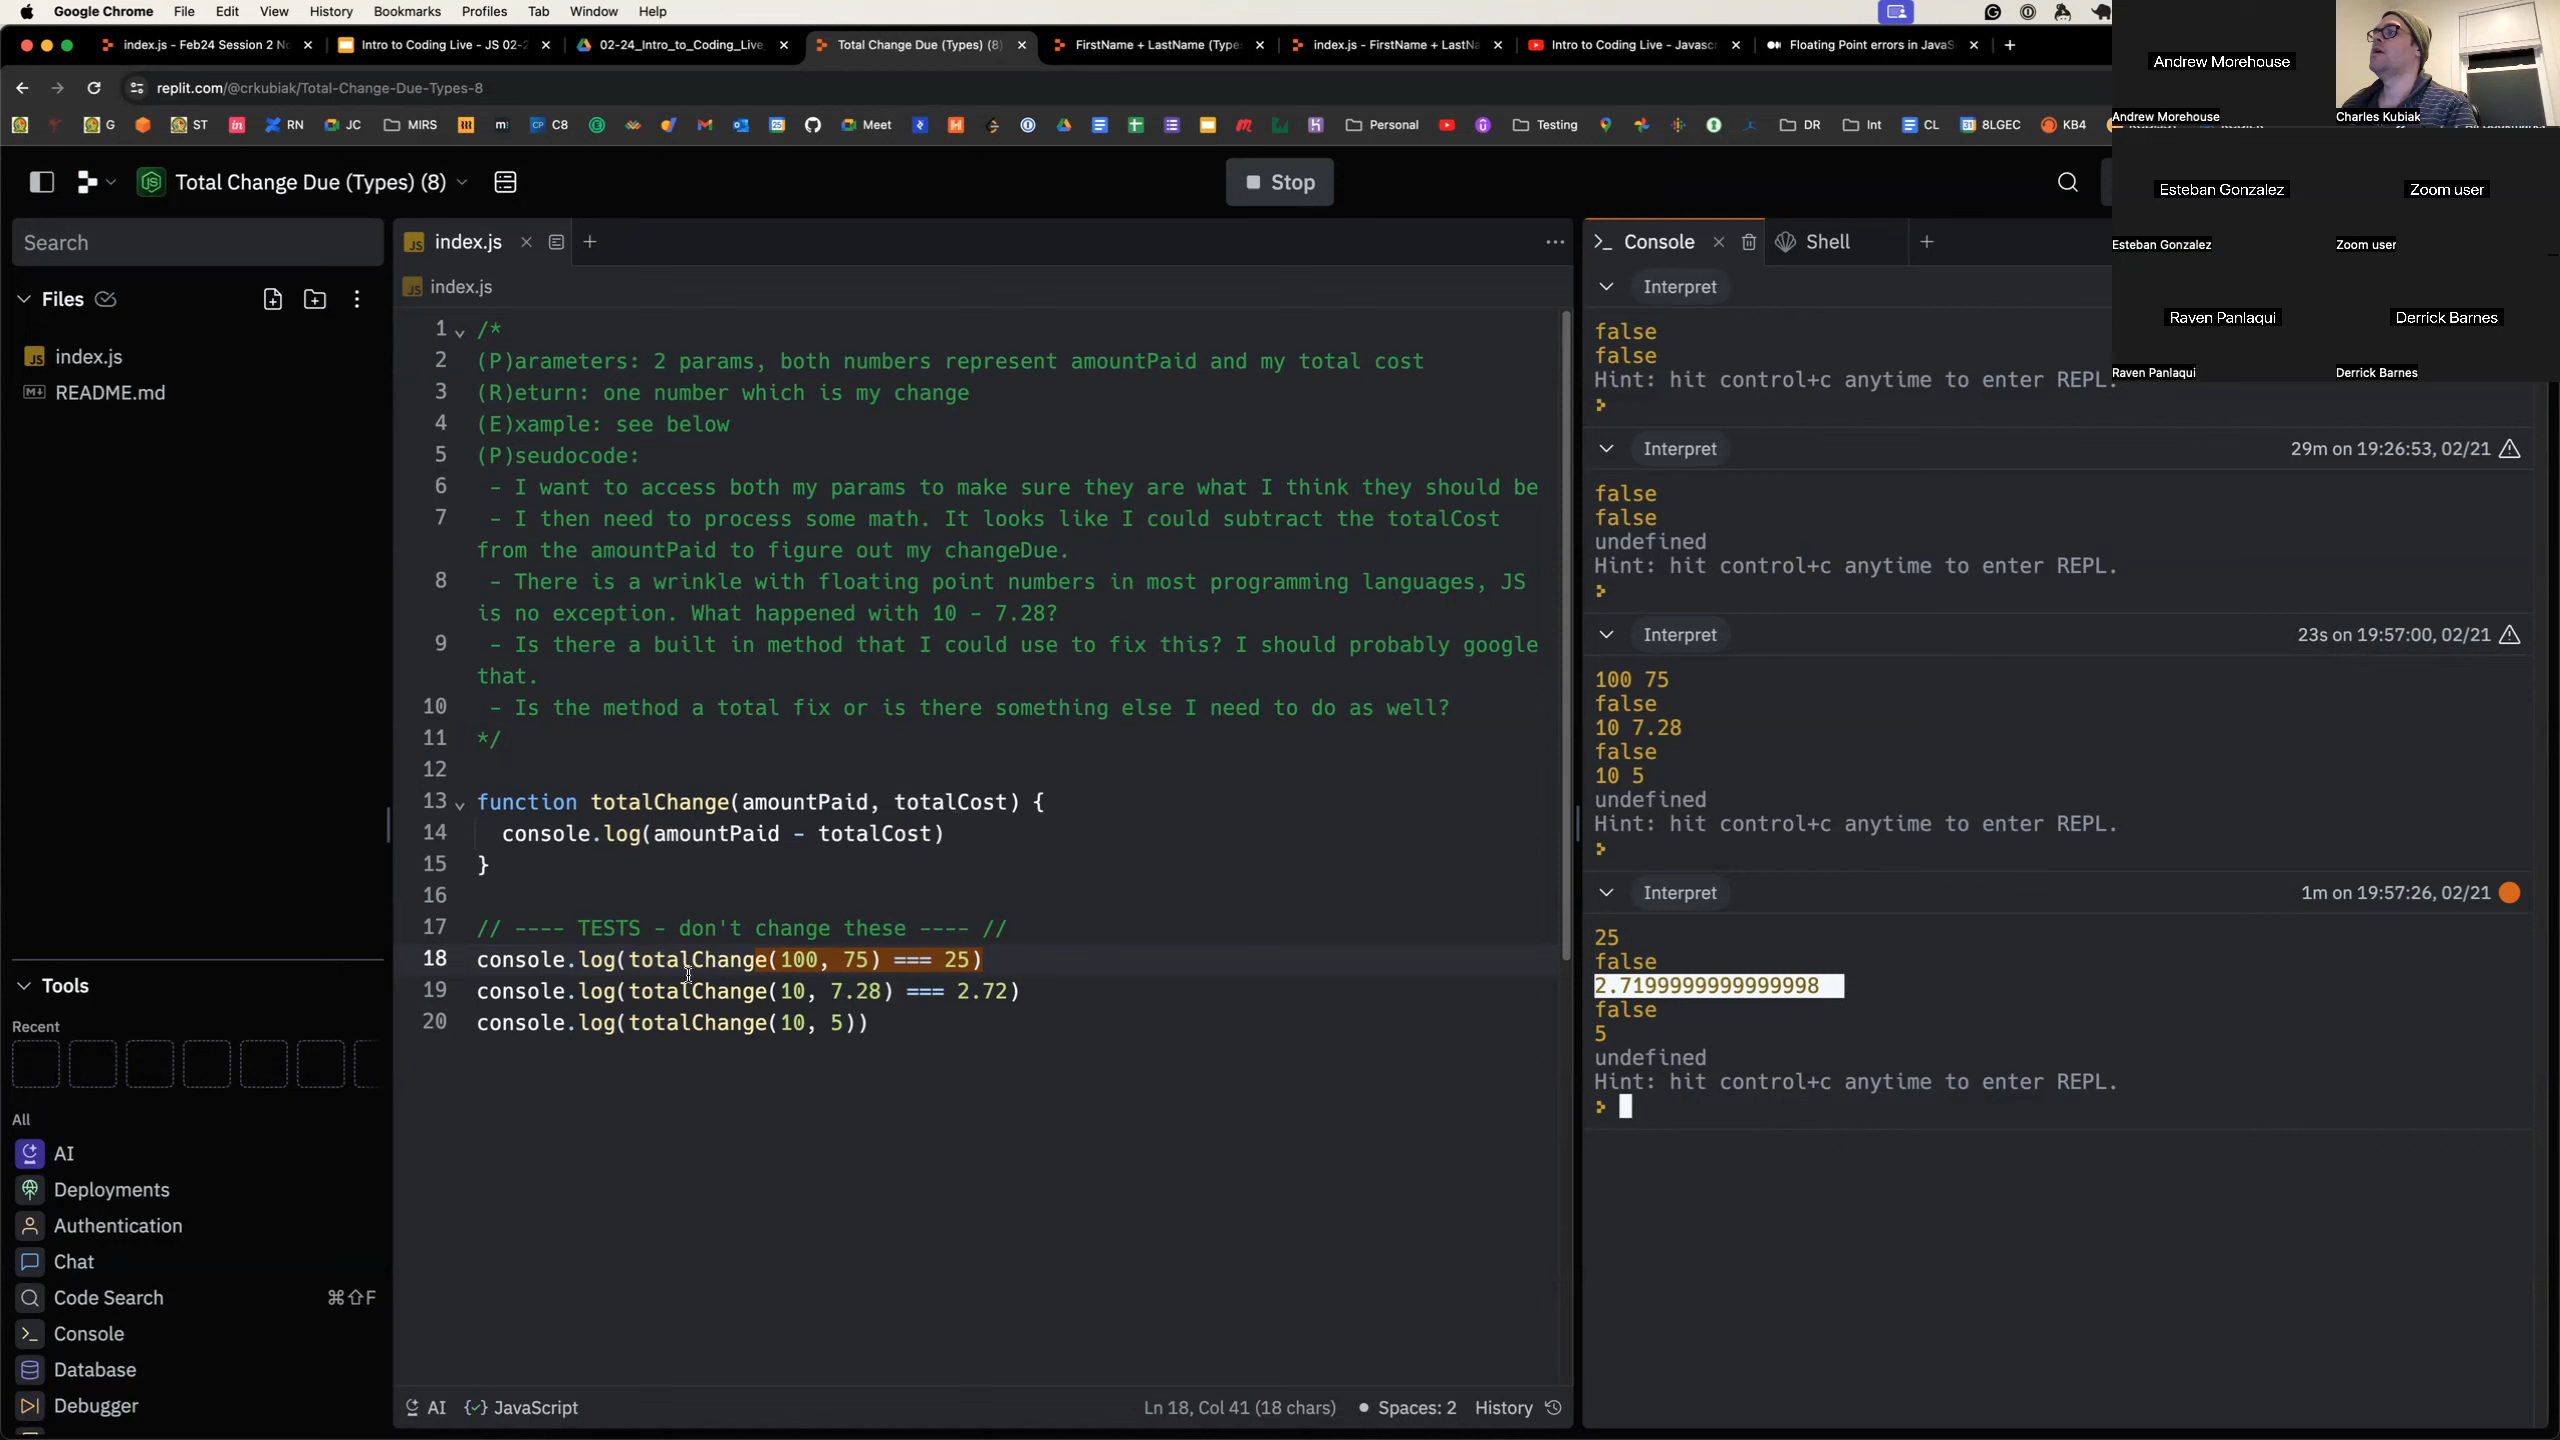 Google Chrome File Edit View History Bookmarks Profiles Tab Window Help
index.js - Feb24 Session 2 No
Intro to Coding Live - JS 02-2
02-24_Intro_to_Coding_Live
Total Change Due (Types) (8)
FirstName + LastName (Type
index.js - FirstName + LastNa
Intro to Coding Live - Javascr
Floating Point errors in JavaS
replit.com/@crkubiak/Total-Change-Due-Types-8
G ST RN JC MIRS C8 Meet Personal Testing DR Int CL 8LGEC KB4
Andrew Morehouse
Andrew Morehouse
Charles Kubiak
Esteban Gonzalez
Zoom user
Esteban Gonzalez
Zoom user
Raven Panlaqui
Derrick Barnes
Raven Panlaqui
Derrick Barnes
Total Change Due (Types) (8)
Stop
Search
Files
index.js
README.md
Tools
Recent
All
AI
Deployments
Authentication
Chat
Code Search ⌘⇧F
Console
Database
Debugger
index.js
index.js
1 /*
2 (P)arameters: 2 params, both numbers represent amountPaid and my total cost
3 (R)eturn: one number which is my change
4 (E)xample: see below
5 (P)seudocode:
6 - I want to access both my params to make sure they are what I think they should be
7 - I then need to process some math. It looks like I could subtract the totalCost
from the amountPaid to figure out my changeDue.
8 - There is a wrinkle with floating point numbers in most programming languages, JS
is no exception. What happened with 10 - 7.28?
9 - Is there a built in method that I could use to fix this? I should probably google
that.
10 - Is the method a total fix or is there something else I need to do as well?
11 */
12
13 function totalChange(amountPaid, totalCost) {
14 console.log(amountPaid - totalCost)
15 }
16
17 // ---- TESTS - don't change these ---- //
18 console.log(totalChange(100, 75) === 25)
19 console.log(totalChange(10, 7.28) === 2.72)
20 console.log(totalChange(10, 5))
AI JavaScript Ln 18, Col 41 (18 chars) Spaces: 2 History
Console Shell
Interpret
false
false
Hint: hit control+c anytime to enter REPL.
Interpret 29m on 19:26:53, 02/21
false
false
undefined
Hint: hit control+c anytime to enter REPL.
Interpret 23s on 19:57:00, 02/21
100 75
false
10 7.28
false
10 5
undefined
Hint: hit control+c anytime to enter REPL.
Interpret 1m on 19:57:26, 02/21
25
false
2.7199999999999998
false
5
undefined
Hint: hit control+c anytime to enter REPL.